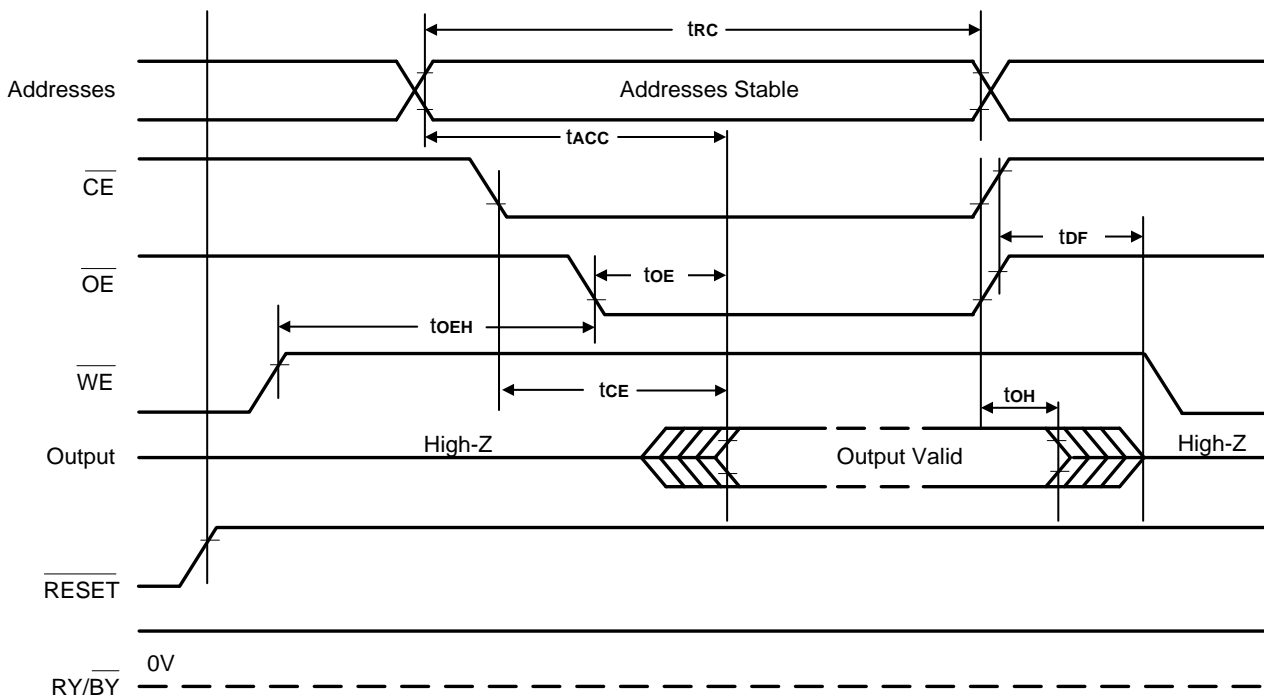 tRC
Addresses
Addresses Stable
tACC
CE
tDF
OE
tOE
tOEH
WE
tCE
tOH
Output
High-Z
Output Valid
High-Z
RESET
0V
RY/BY